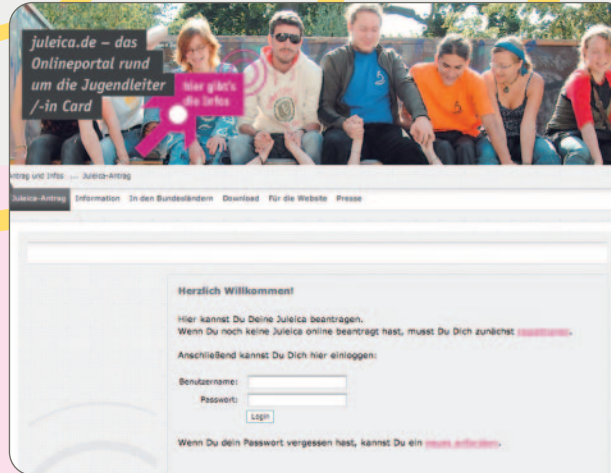 juleica.de – das
Onlineportal rund
um die Jugendleiter
/-in Card
hier gibt's
die Infos
Antrag und Infos ... Juleica-Antrag
Juleica-Antrag Information In den Bundesländern Download Für die Website Presse
Herzlich Willkommen!
Hier kannst Du Deine Juleica beantragen.
Wenn Du noch keine Juleica online beantragt hast, musst Du Dich zunächst registrieren.
Anschließend kannst Du Dich hier einloggen:
Benutzername:
Passwort:
Login
Wenn Du dein Passwort vergessen hast, kannst Du ein neues anfordern.